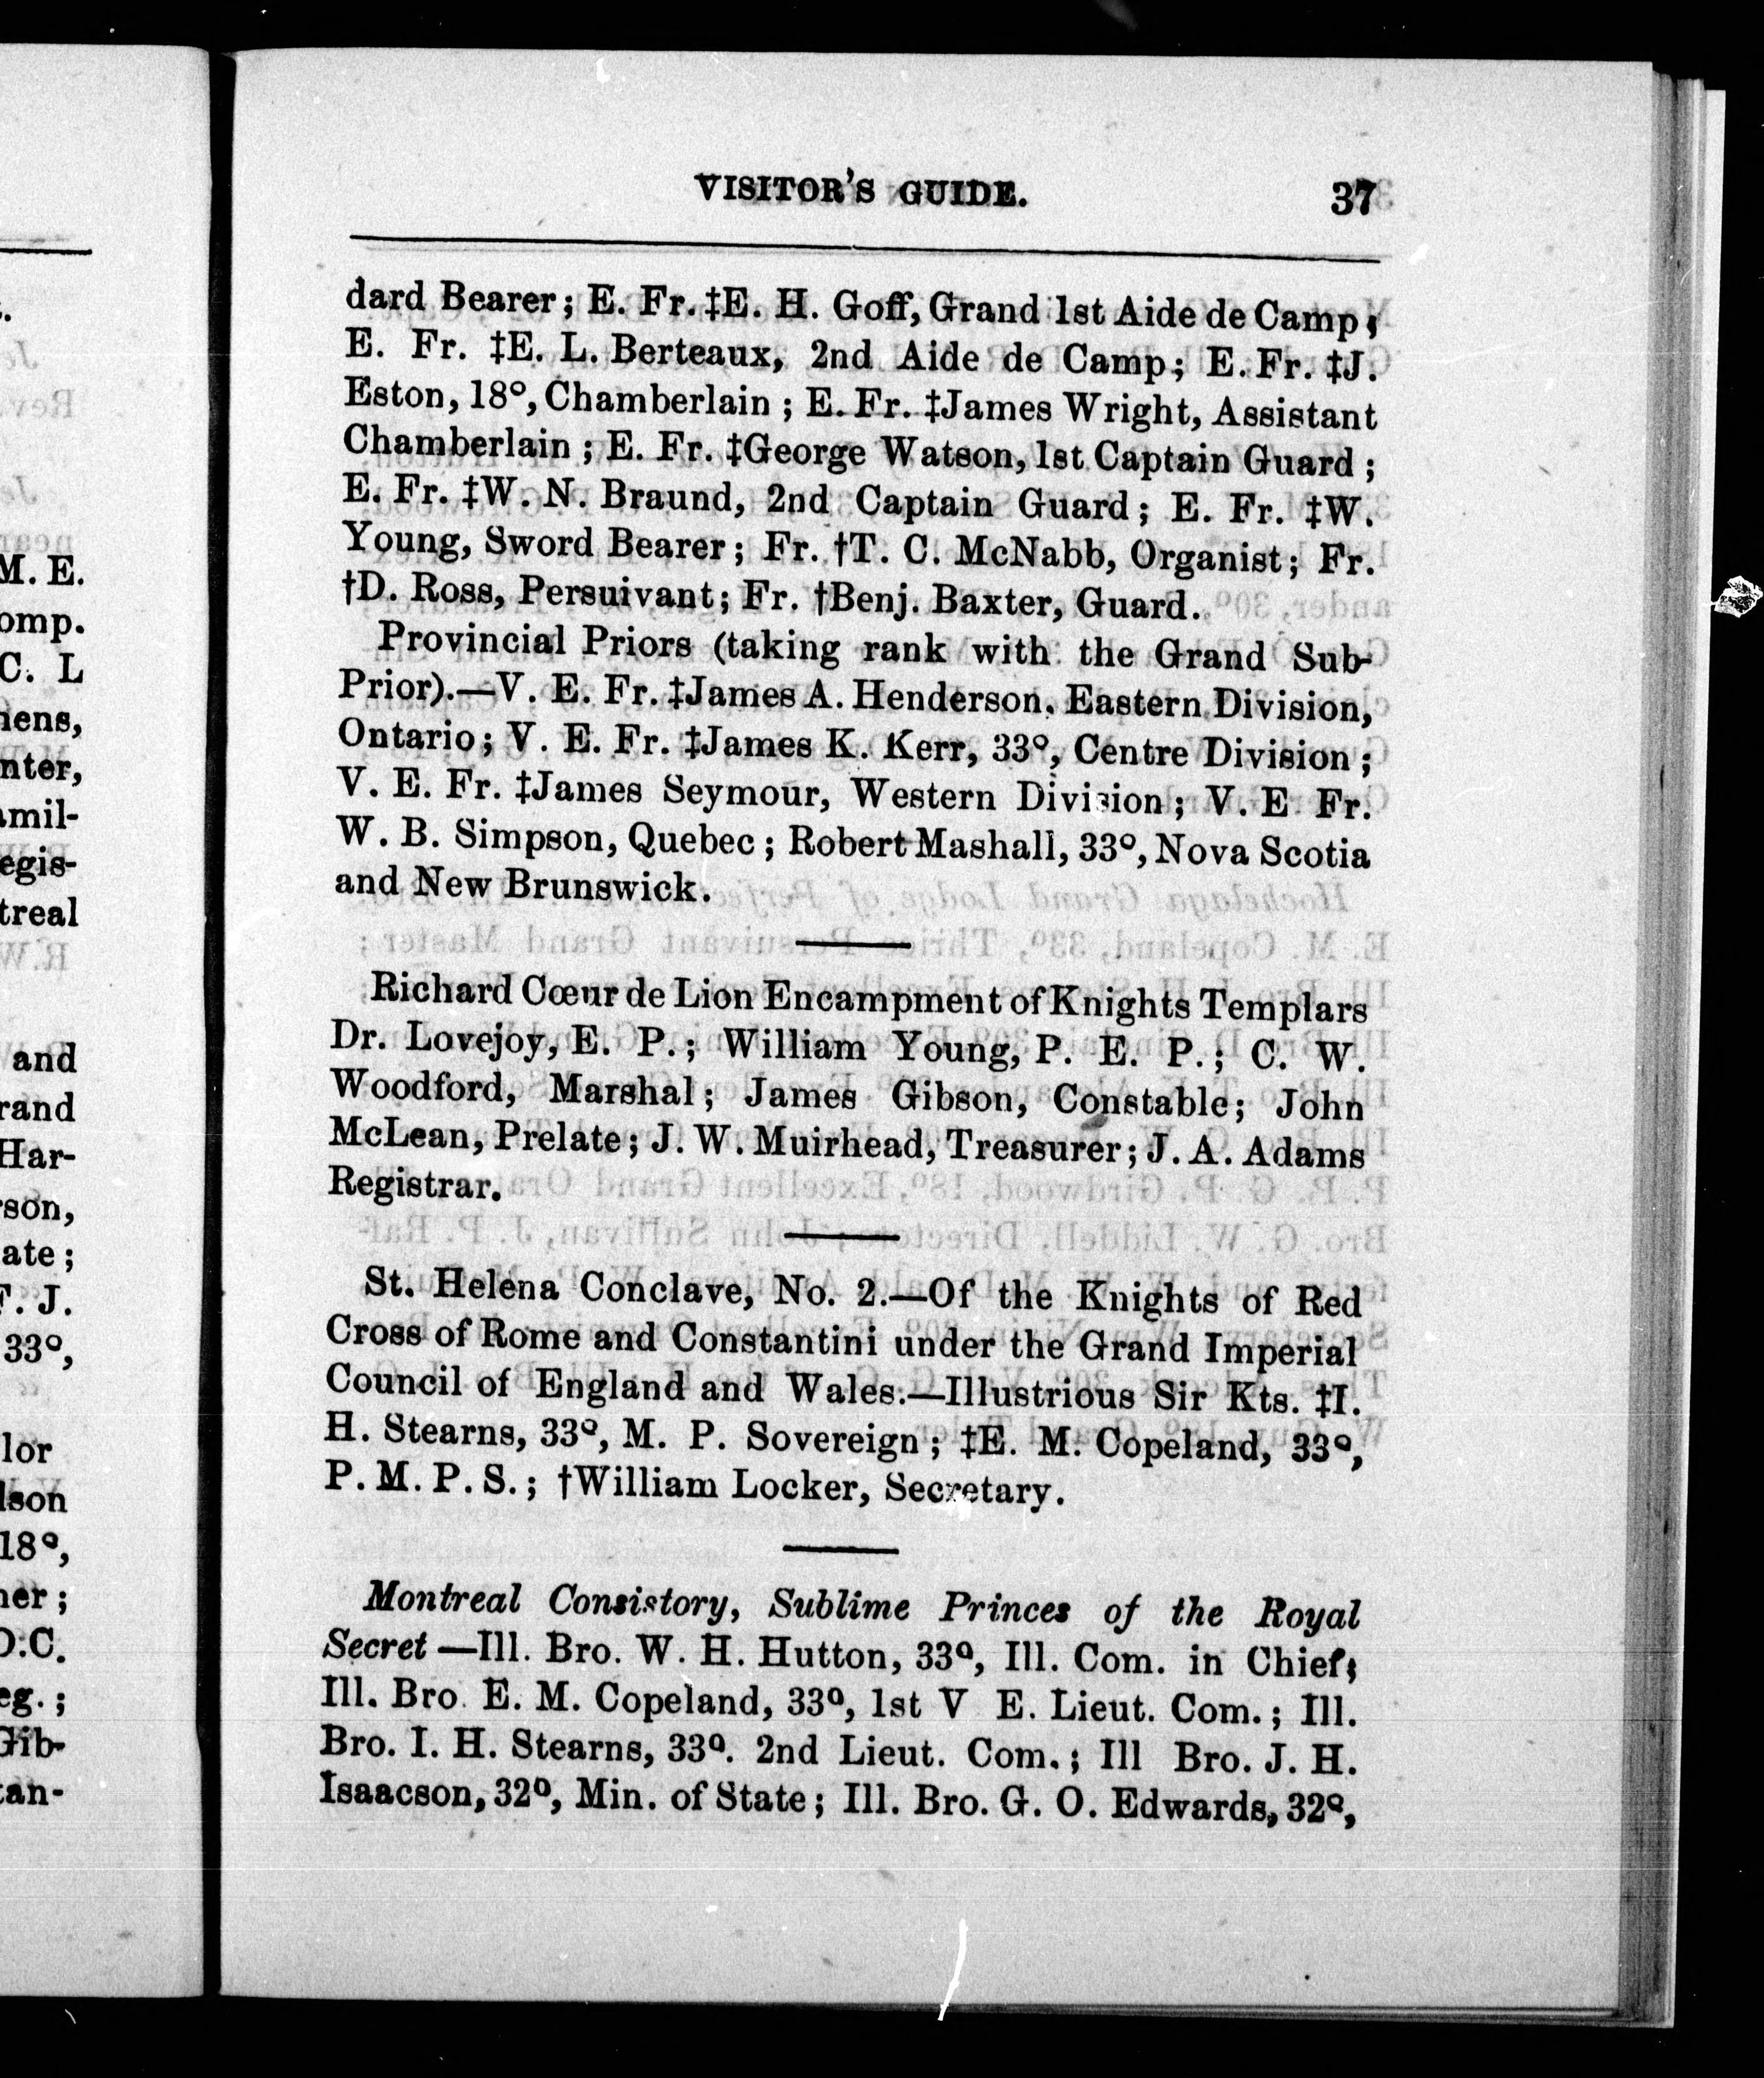 VISITOR'S GUIDE. 37
dard Bearer; E. Fr. ‡E. H. Goff, Grand 1st Aide de Camp;
E. Fr. ‡E. L. Berteaux, 2nd Aide de Camp; E. Fr. ‡J.
Eston, 18°, Chamberlain; E. Fr. ‡James Wright, Assistant
Chamberlain; E. Fr. ‡George Watson, 1st Captain Guard;
E. Fr. ‡W. N. Braund, 2nd Captain Guard; E. Fr. ‡W.
Young, Sword Bearer; Fr. †T. C. McNabb, Organist; Fr.
†D. Ross, Persuivant; Fr. †Benj. Baxter, Guard.
Provincial Priors (taking rank with the Grand Sub-
Prior).—V. E. Fr. ‡James A. Henderson, Eastern Division,
Ontario; V. E. Fr. ‡James K. Kerr, 33°, Centre Division;
V. E. Fr. ‡James Seymour, Western Division; V. E Fr.
W. B. Simpson, Quebec; Robert Mashall, 33°, Nova Scotia
and New Brunswick.
Richard Cœur de Lion Encampment of Knights Templars
Dr. Lovejoy, E. P.; William Young, P. E. P.; C. W.
Woodford, Marshal; James Gibson, Constable; John
McLean, Prelate; J. W. Muirhead, Treasurer; J. A. Adams
Registrar.
St. Helena Conclave, No. 2.—Of the Knights of Red
Cross of Rome and Constantini under the Grand Imperial
Council of England and Wales.—Illustrious Sir Kts. ‡I.
H. Stearns, 33°, M. P. Sovereign; ‡E. M. Copeland, 33°,
P. M. P. S.; †William Locker, Secretary.
Montreal Consistory, Sublime Princes of the Royal
Secret —Ill. Bro. W. H. Hutton, 33°, Ill. Com. in Chief;
Ill. Bro E. M. Copeland, 33°, 1st V E. Lieut. Com.; Ill.
Bro. I. H. Stearns, 33°. 2nd Lieut. Com.; Ill Bro. J. H.
Isaacson, 32°, Min. of State; Ill. Bro. G. O. Edwards, 32°,